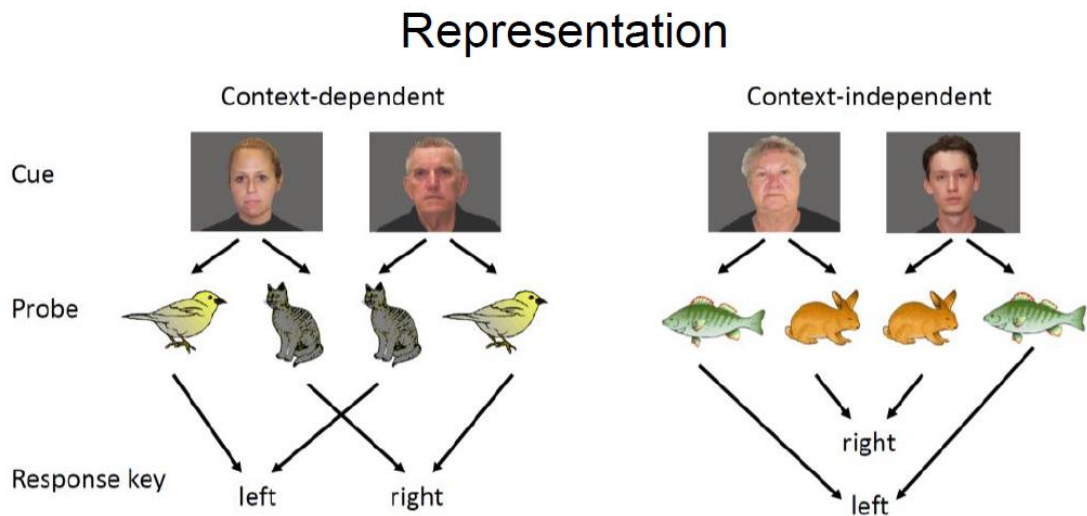 Representation
Context-dependent
Context-independent
Cue
Probe
right
Response key
left
right
left